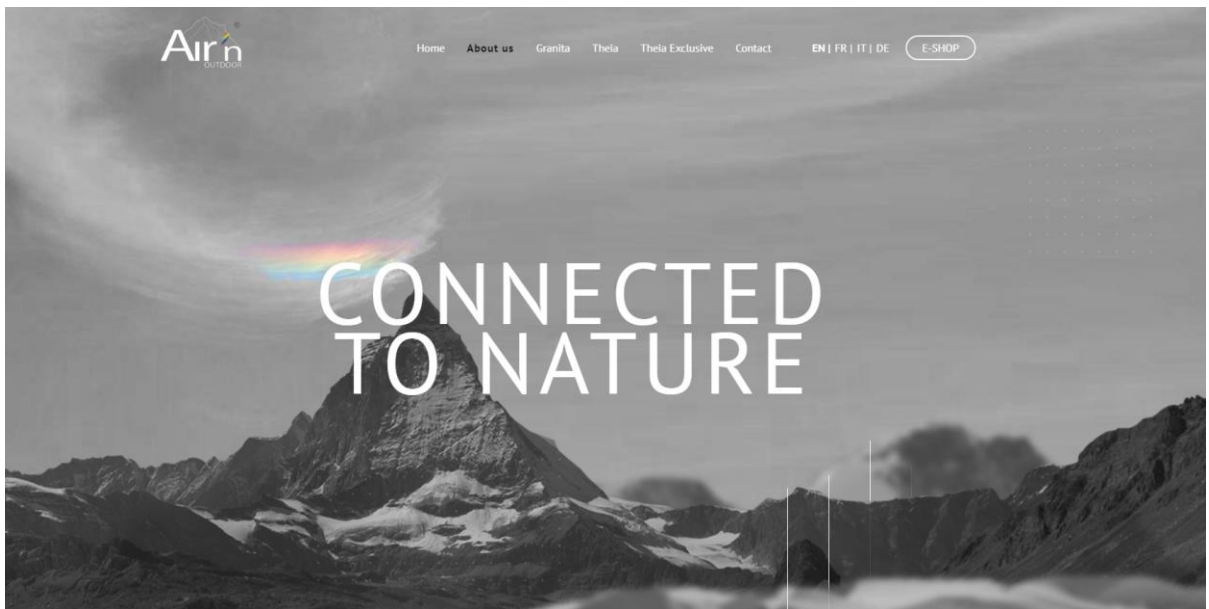 Air'n
OUTDOOR
Home About us Granita Theia Theia Exclusive Contact EN | FR | IT | DE E-SHOP
CONNECTED
TO NATURE